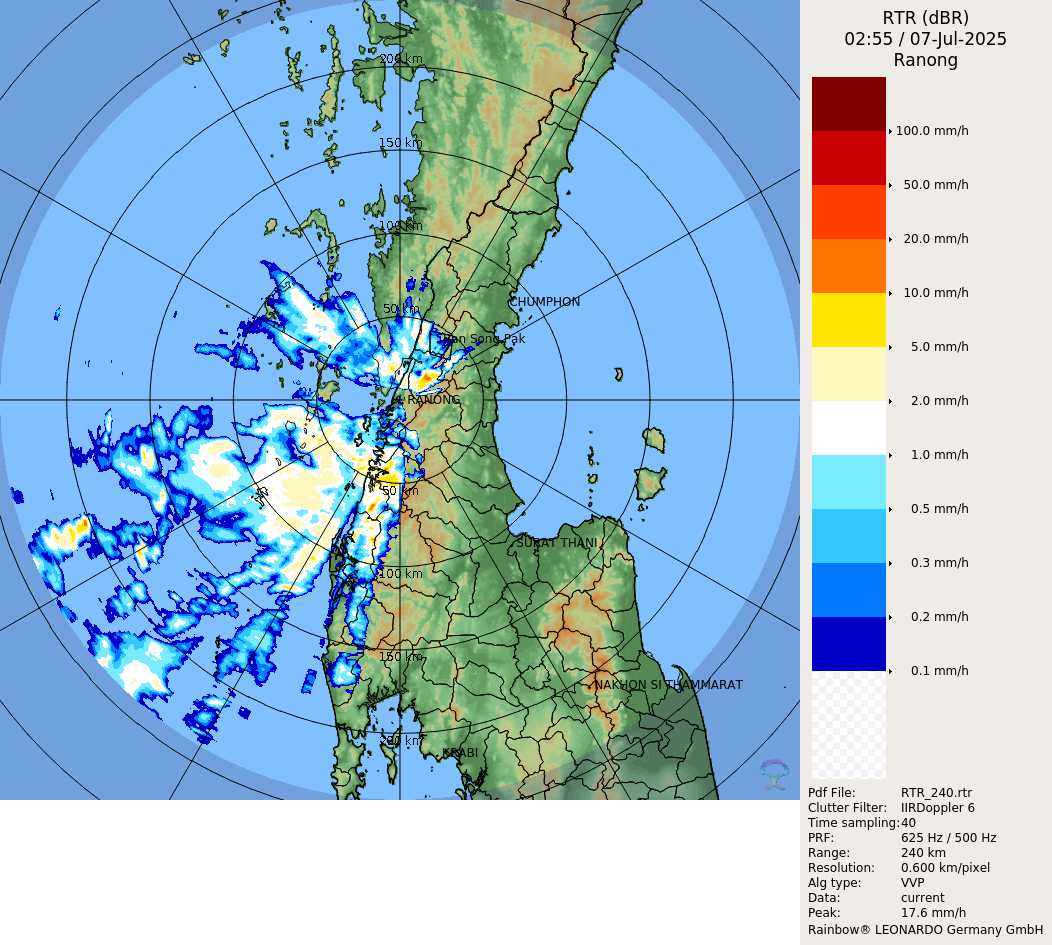 200 km
150 km
100 km
CHUMPHON
50 km
Ban Song Pak
RANONG
50 km
SURAT THANI
100 km
150 km
NAKHON SI THAMMARAT
200 km
KRABI
RTR (dBR)
02:55 / 07-Jul-2025
Ranong
100.0 mm/h
50.0 mm/h
20.0 mm/h
10.0 mm/h
5.0 mm/h
2.0 mm/h
1.0 mm/h
0.5 mm/h
0.3 mm/h
0.2 mm/h
0.1 mm/h
Pdf File: RTR_240.rtr
Clutter Filter: IIRDoppler 6
Time sampling:40
PRF: 625 Hz / 500 Hz
Range: 240 km
Resolution: 0.600 km/pixel
Alg type: VVP
Data: current
Peak: 17.6 mm/h
Rainbow® LEONARDO Germany GmbH